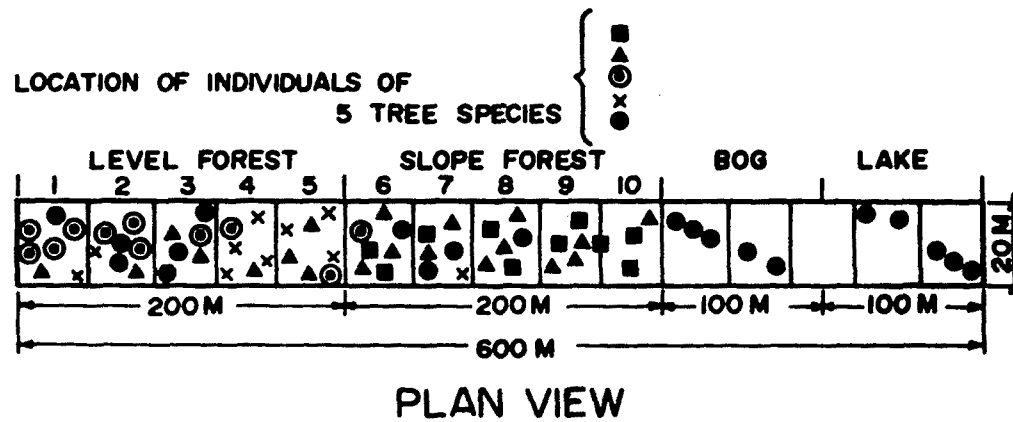 LOCATION OF INDIVIDUALS OF
5 TREE SPECIES
LEVEL FOREST SLOPE FOREST BOG LAKE
1 2 3 4 5 6 7 8 9 10
20 M
200 M 200 M 100 M 100 M
600 M
PLAN VIEW